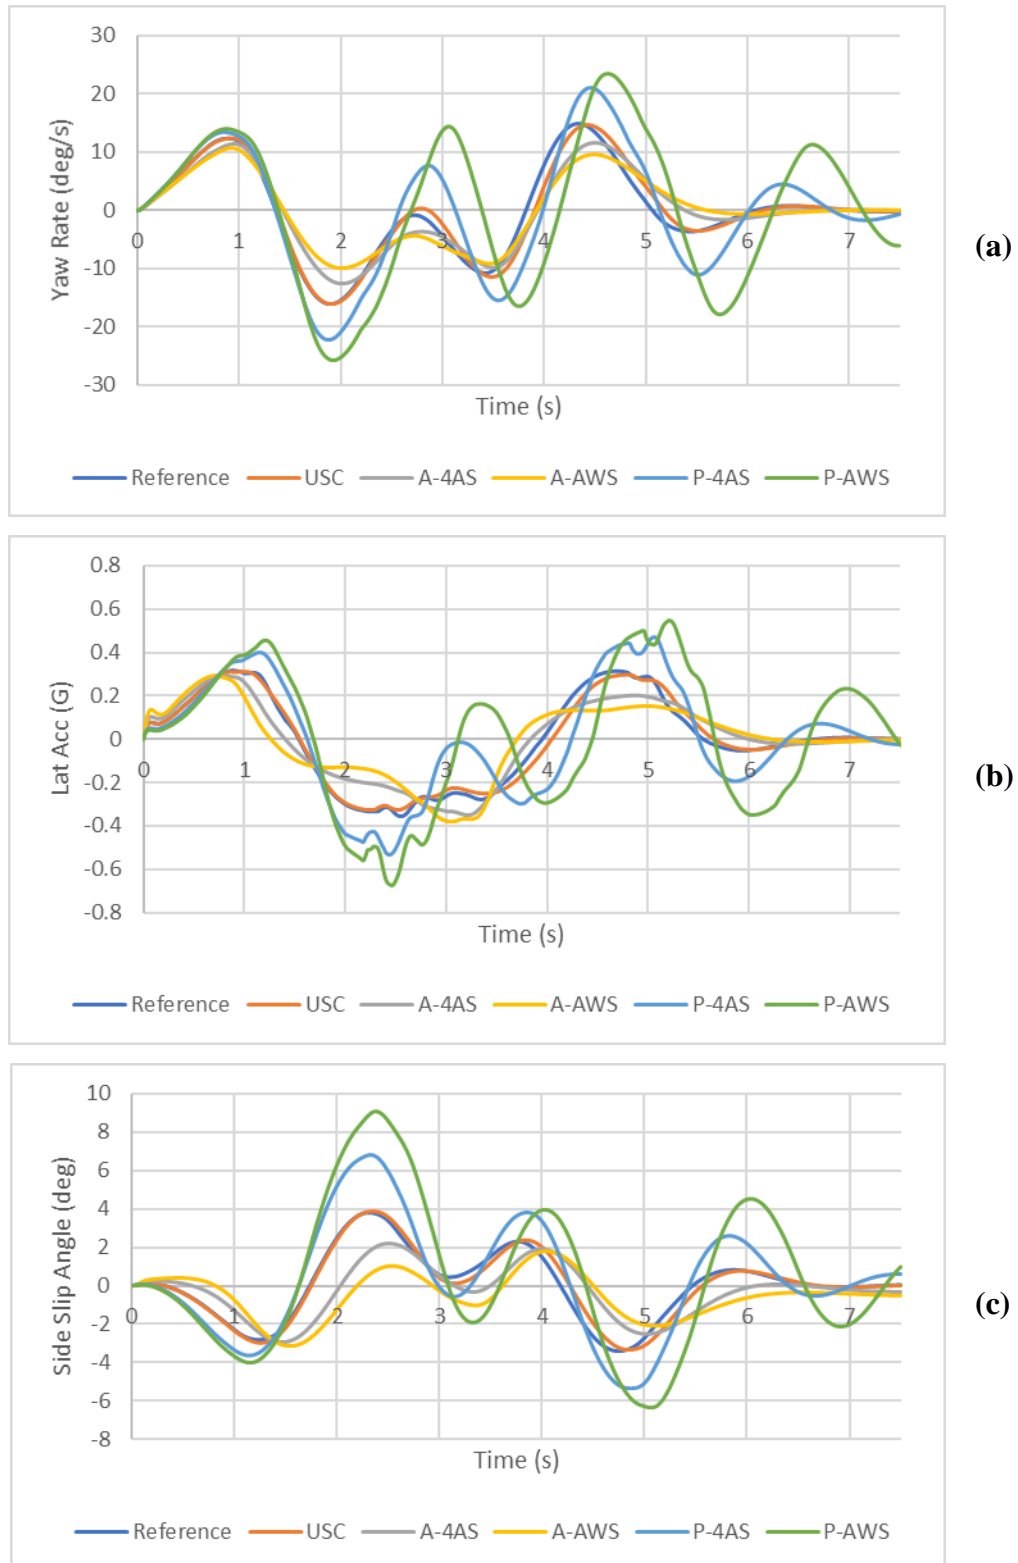 30
20
10
0
-10
-20
-30
Yaw Rate (deg/s)
0 1 2 3 4 5 6 7
Time (s)
Reference USC A-4AS A-AWS P-4AS P-AWS
(a)
0.8
0.6
0.4
0.2
0
-0.2
-0.4
-0.6
-0.8
Lat Acc (G)
0 1 2 3 4 5 6 7
Time (s)
Reference USC A-4AS A-AWS P-4AS P-AWS
(b)
10
8
6
4
2
0
-2
-4
-6
-8
Side Slip Angle (deg)
0 1 2 3 4 5 6 7
Time (s)
Reference USC A-4AS A-AWS P-4AS P-AWS
(c)